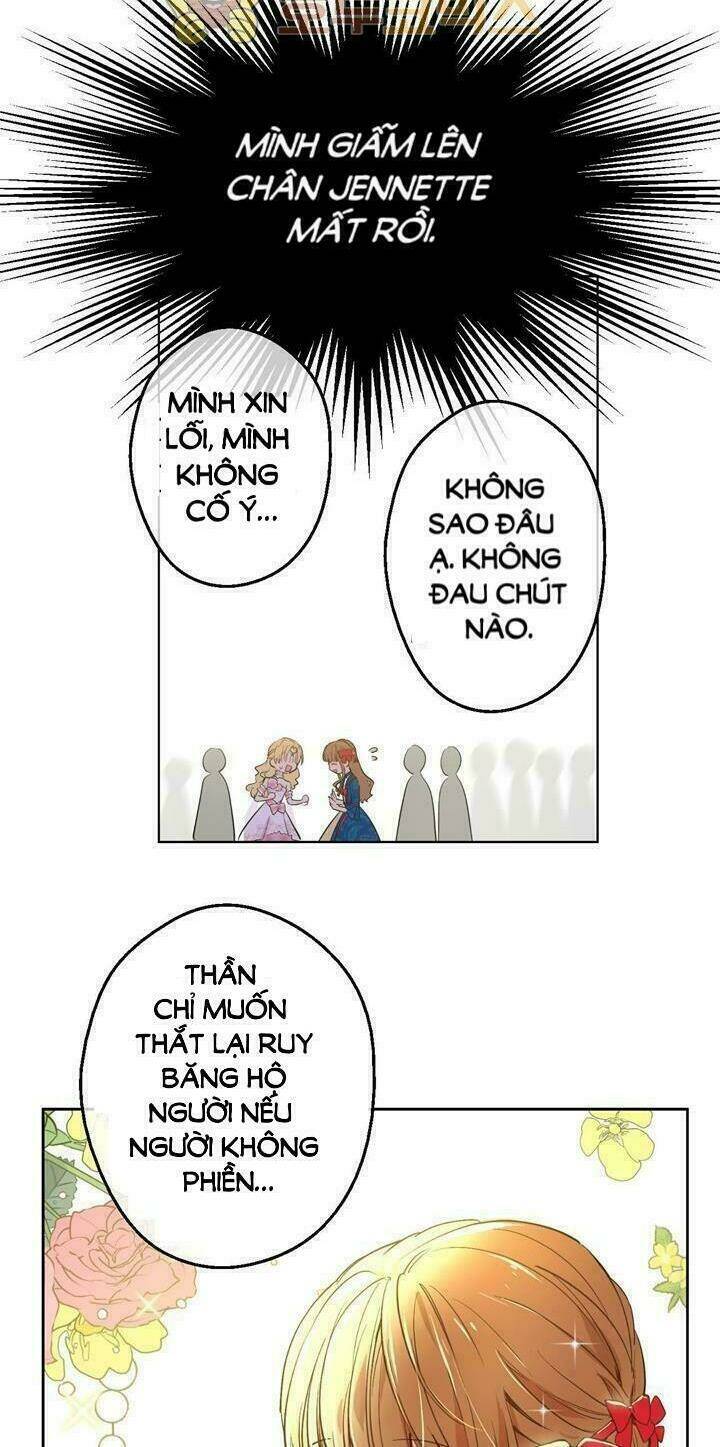 MÌNH GIẪM LÊN
CHÂN JENNETTE
MẤT RỒI.
MÌNH XIN
LỖI, MÌNH
KHÔNG
CỐ Ý...
KHÔNG
SAO ĐÂU
Ạ. KHÔNG
ĐAU CHÚT
NÀO.
THẦN
CHỈ MUỐN
THẮT LẠI RUY
BĂNG HỘ
NGƯỜI NẾU
NGƯỜI KHÔNG
PHIỀN...